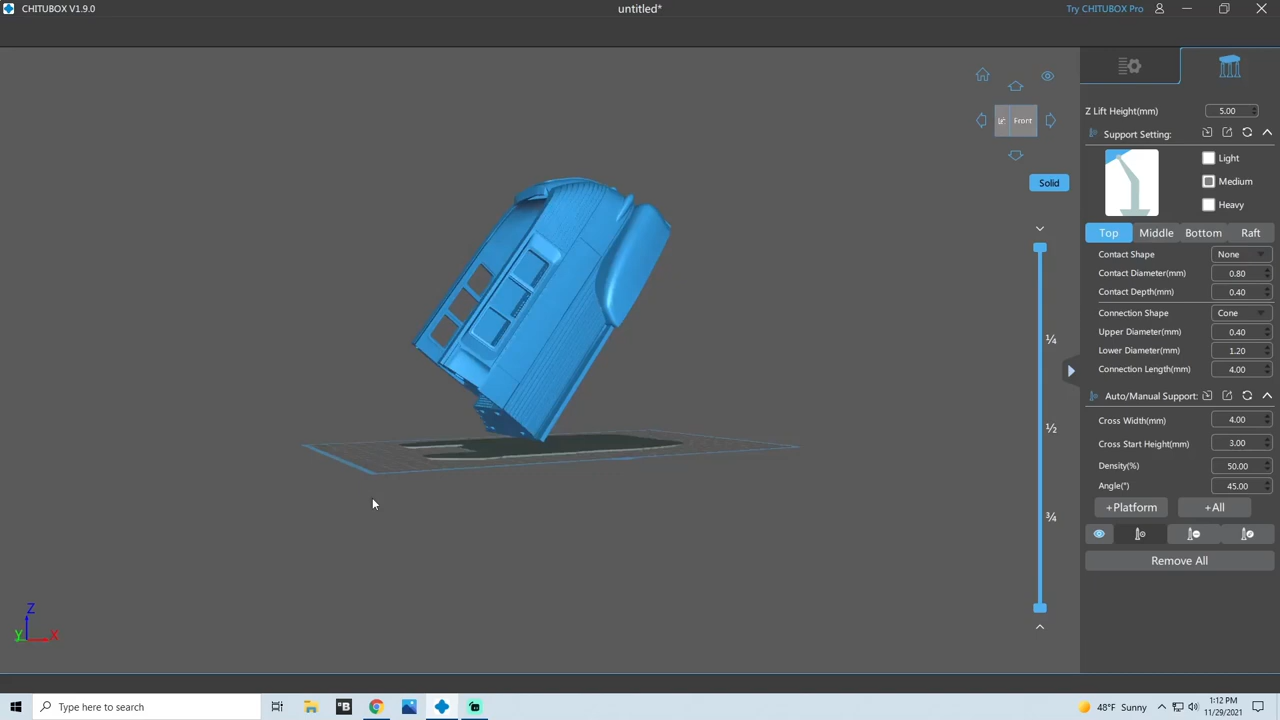 CHITUBOX V1.9.0
untitled*
Try CHITUBOX Pro
Front
Solid
¼
½
¾
Z Lift Height(mm) 5.00
Support Setting:
Light
Medium
Heavy
Top Middle Bottom Raft
Contact Shape None
Contact Diameter(mm) 0.80
Contact Depth(mm) 0.40
Connection Shape Cone
Upper Diameter(mm) 0.40
Lower Diameter(mm) 1.20
Connection Length(mm) 4.00
Auto/Manual Support:
Cross Width(mm) 4.00
Cross Start Height(mm) 3.00
Density(%) 50.00
Angle(°) 45.00
+Platform +All
Remove All
Z
Y X
Type here to search
48°F Sunny
1:12 PM
11/29/2021